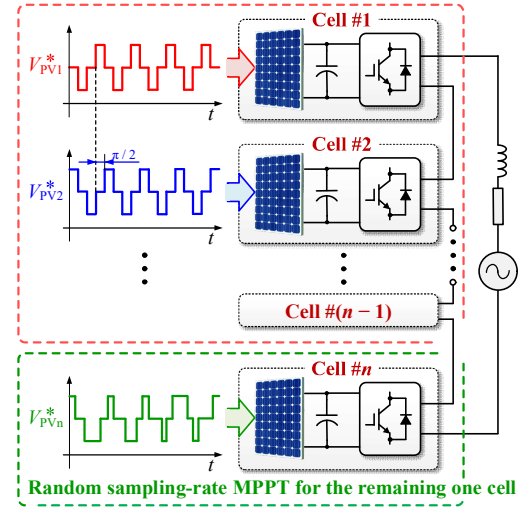 Cell #1
V*PV1
t
π / 2
Cell #2
V*PV2
t
Cell #(n − 1)
Cell #n
V*PVn
t
Random sampling-rate MPPT for the remaining one cell